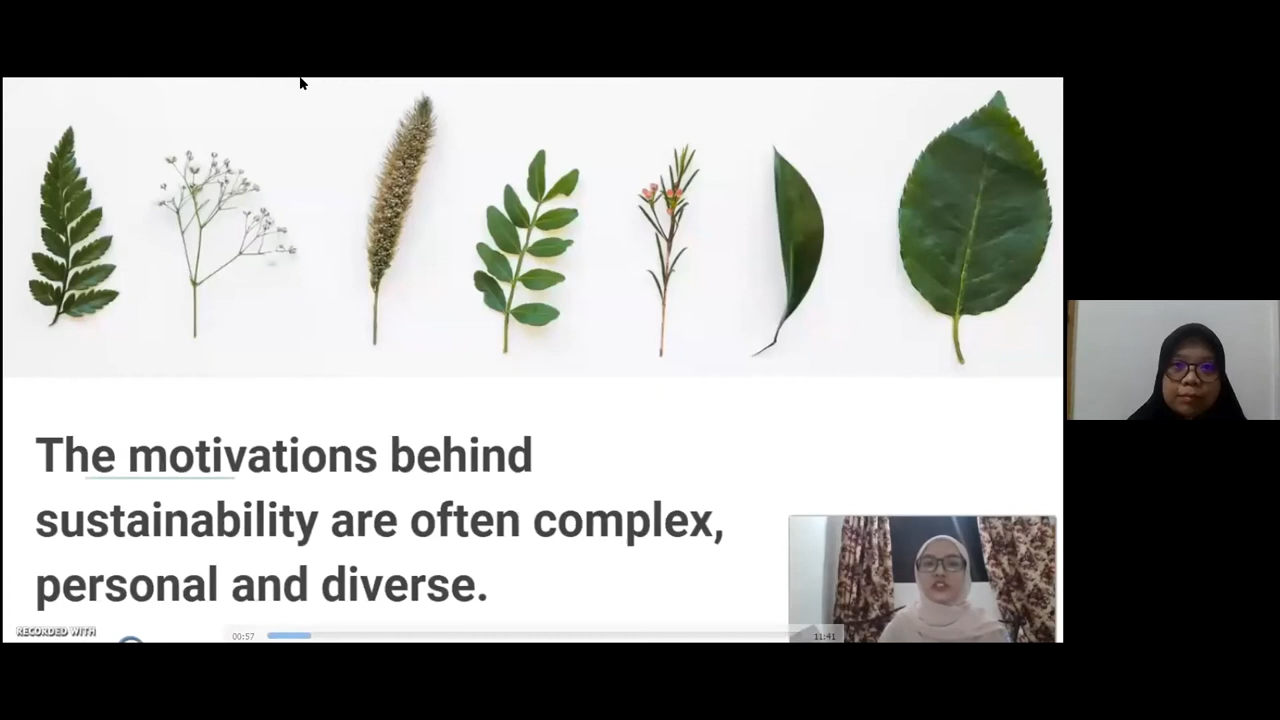 The motivations behind
sustainability are often complex,
personal and diverse.
RECORDED WITH
00:57
11:41